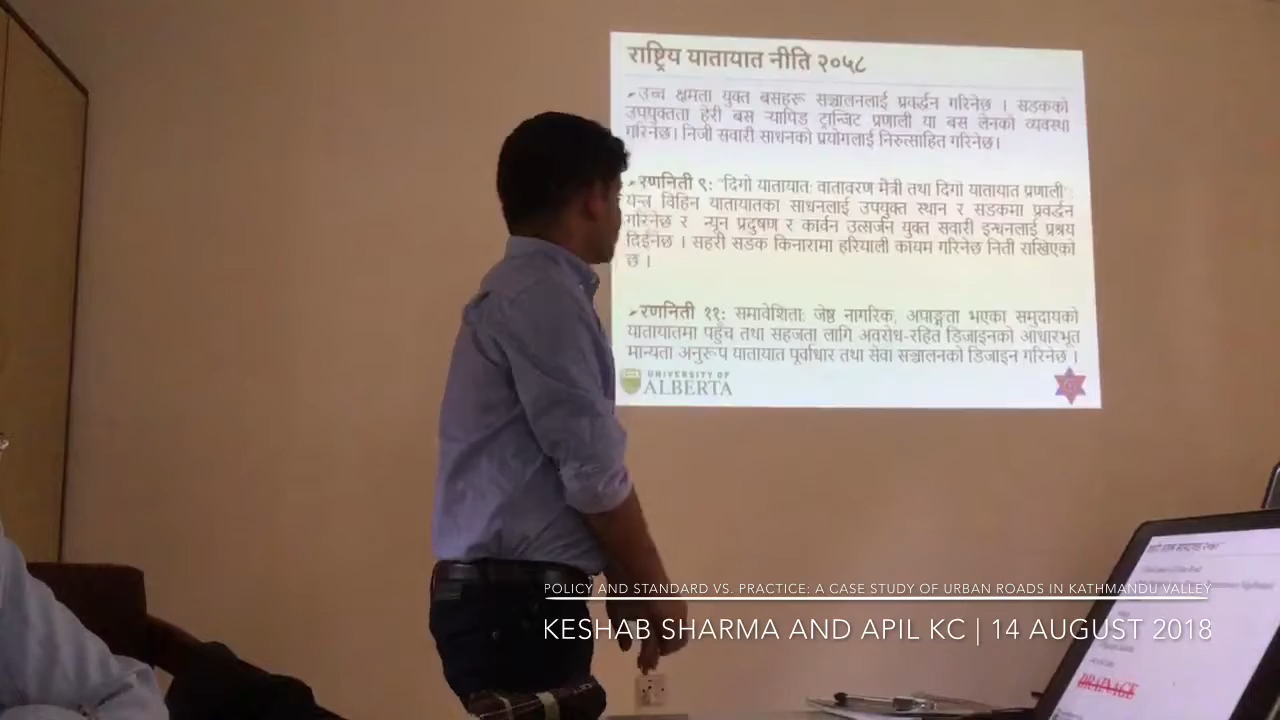 राष्ट्रिय यातायात नीति २०५८
➢उच्च क्षमता युक्त बसहरू सञ्चालनलाई प्रवर्द्धन गरिनेछ । सडकको
उपयुक्तता हेरी बस र्‍यापिड ट्रान्जिट प्रणाली या बस लेनको व्यवस्था
गरिनेछ। निजी सवारी साधनको प्रयोगलाई निरुत्साहित गरिनेछ।
➢रणनिती ९: "दिगो यातायात: वातावरण मैत्री तथा दिगो यातायात प्रणाली":
यन्त्र विहिन यातायातका साधनलाई उपयुक्त स्थान र सडकमा प्रवर्द्धन
गरिनेछ र न्यून प्रदुषण र कार्वन उत्सर्जन युक्त सवारी इन्धनलाई प्रश्रय
दिईनेछ । सहरी सडक किनारामा हरियाली कायम गरिनेछ निती राखिएको
छ ।
➢रणनिती ११: समावेशिता: जेष्ठ नागरिक, अपाङ्गता भएका समुदायको
यातायातमा पहुँच तथा सहजता लागि अवरोध-रहित डिजाइनको आधारभूत
मान्यता अनुरूप यातायात पूर्वाधार तथा सेवा सञ्चालनको डिजाइन गरिनेछ ।
UNIVERSITY OF
ALBERTA
POLICY AND STANDARD VS. PRACTICE: A CASE STUDY OF URBAN ROADS IN KATHMANDU VALLEY
KESHAB SHARMA AND APIL KC | 14 AUGUST 2018
DRAINAGE